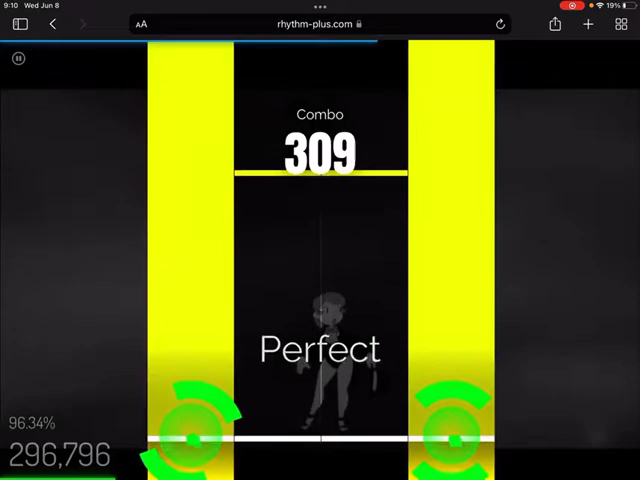 9:10 Wed Jun 8
19%
AA
rhythm-plus.com
Combo
309
Perfect
96.34%
296,796